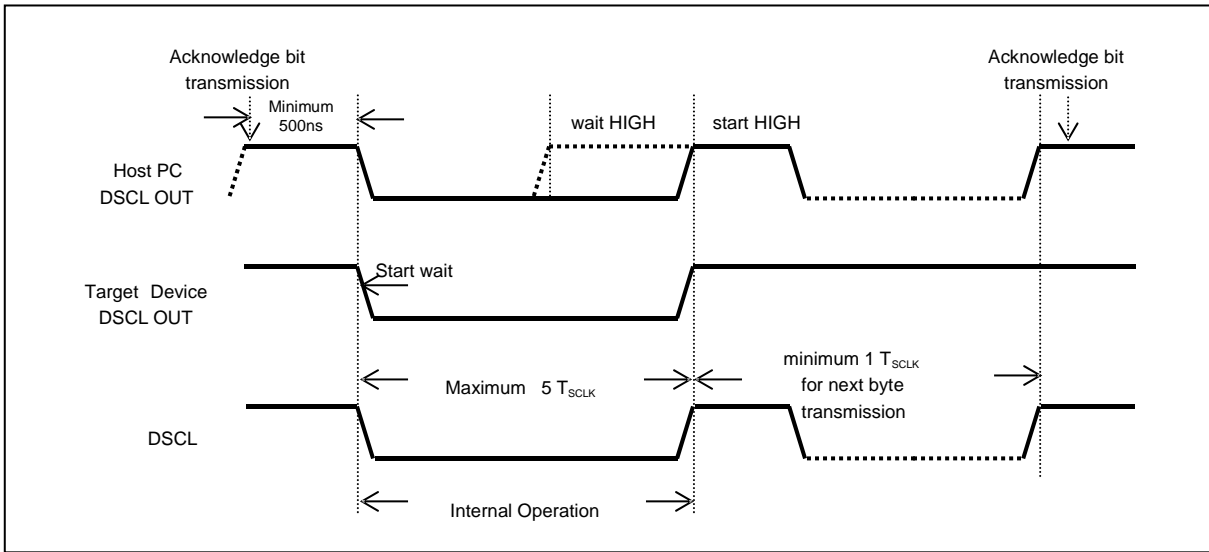 Acknowledge bit
transmission
Acknowledge bit
transmission
Minimum
500ns
wait HIGH
start HIGH
Host PC
DSCL OUT
Start wait
Target Device
DSCL OUT
Maximum 5 TSCLK
minimum 1 TSCLK
for next byte
transmission
DSCL
Internal Operation